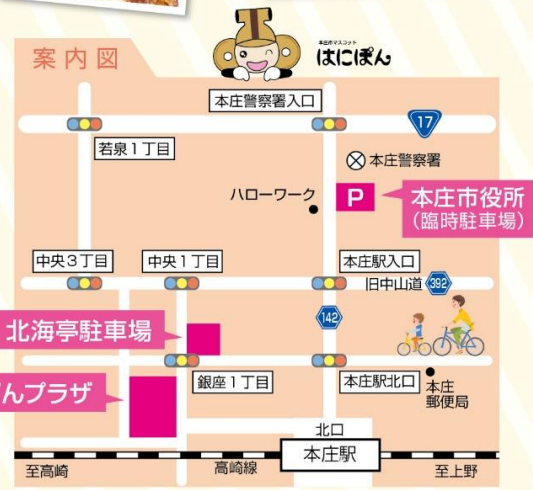 案内図
本庄市マスコット
はにぽん
本庄警察署入口
17
若泉1丁目
本庄警察署
ハローワーク
P
本庄市役所
(臨時駐車場)
中央3丁目
中央1丁目
本庄駅入口
旧中山道
392
142
北海亭駐車場
んプラザ
銀座1丁目
本庄駅北口
本庄
郵便局
北口
本庄駅
至高崎
高崎線
至上野